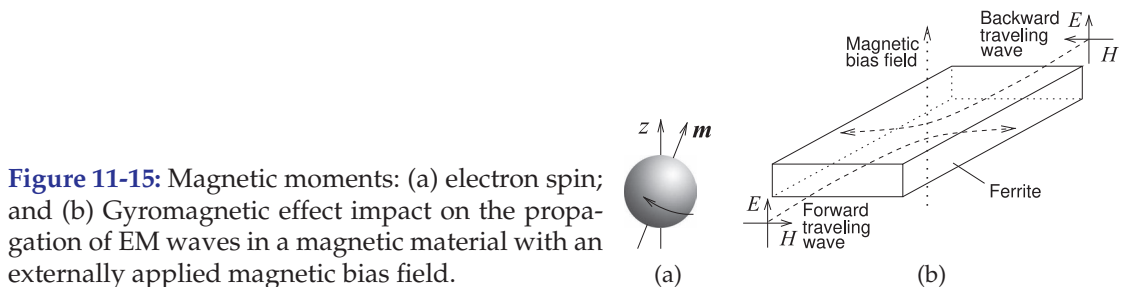 Figure 11-15: Magnetic moments: (a) electron spin;
and (b) Gyromagnetic effect impact on the propa-
gation of EM waves in a magnetic material with an
externally applied magnetic bias field.
z
m
(a)
Magnetic
bias field
Backward
traveling
wave
E
H
Ferrite
E
H
Forward
traveling
wave
(b)